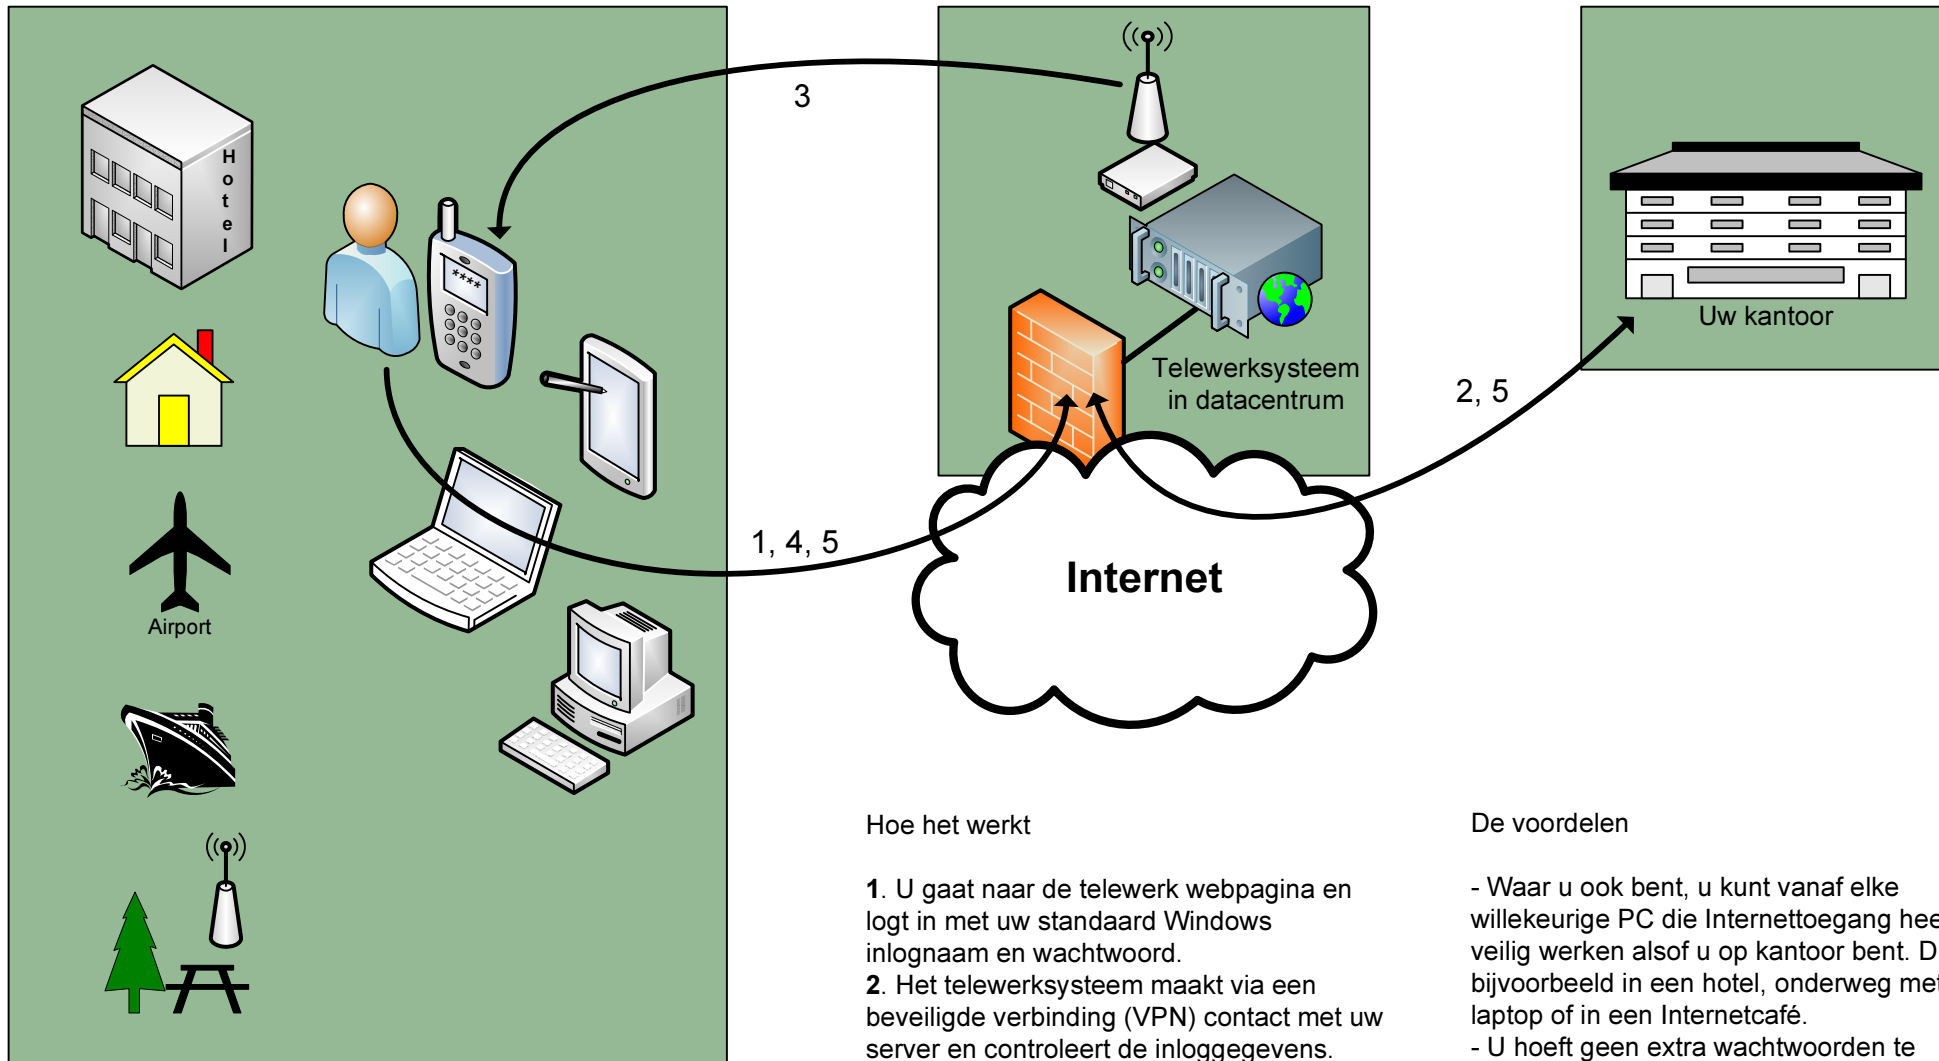 Hotel
****
Airport
3
Telewerksysteem
in datacentrum
Uw kantoor
2, 5
1, 4, 5
Internet
Hoe het werkt
1. U gaat naar de telewerk webpagina en
logt in met uw standaard Windows
inlognaam en wachtwoord.
2. Het telewerksysteem maakt via een
beveiligde verbinding (VPN) contact met uw
server en controleert de inloggegevens.
De voordelen
- Waar u ook bent, u kunt vanaf elke
willekeurige PC die Internettoegang hee
veilig werken alsof u op kantoor bent. D
bijvoorbeeld in een hotel, onderweg met
laptop of in een Internetcafé.
- U hoeft geen extra wachtwoorden te